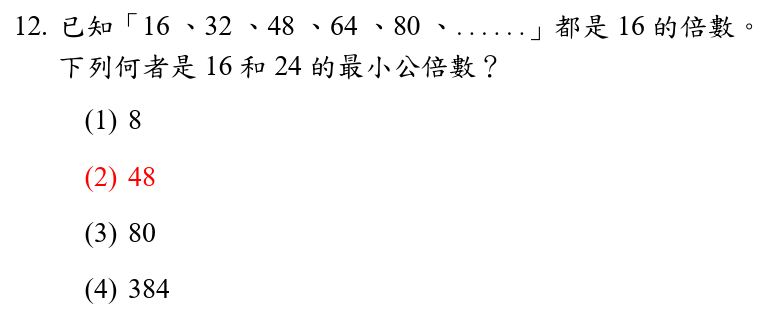 12. 已知「16 、32 、48 、64 、80 、......」都是 16 的倍數。
下列何者是 16 和 24 的最小公倍數？
(1) 8
(2) 48
(3) 80
(4) 384